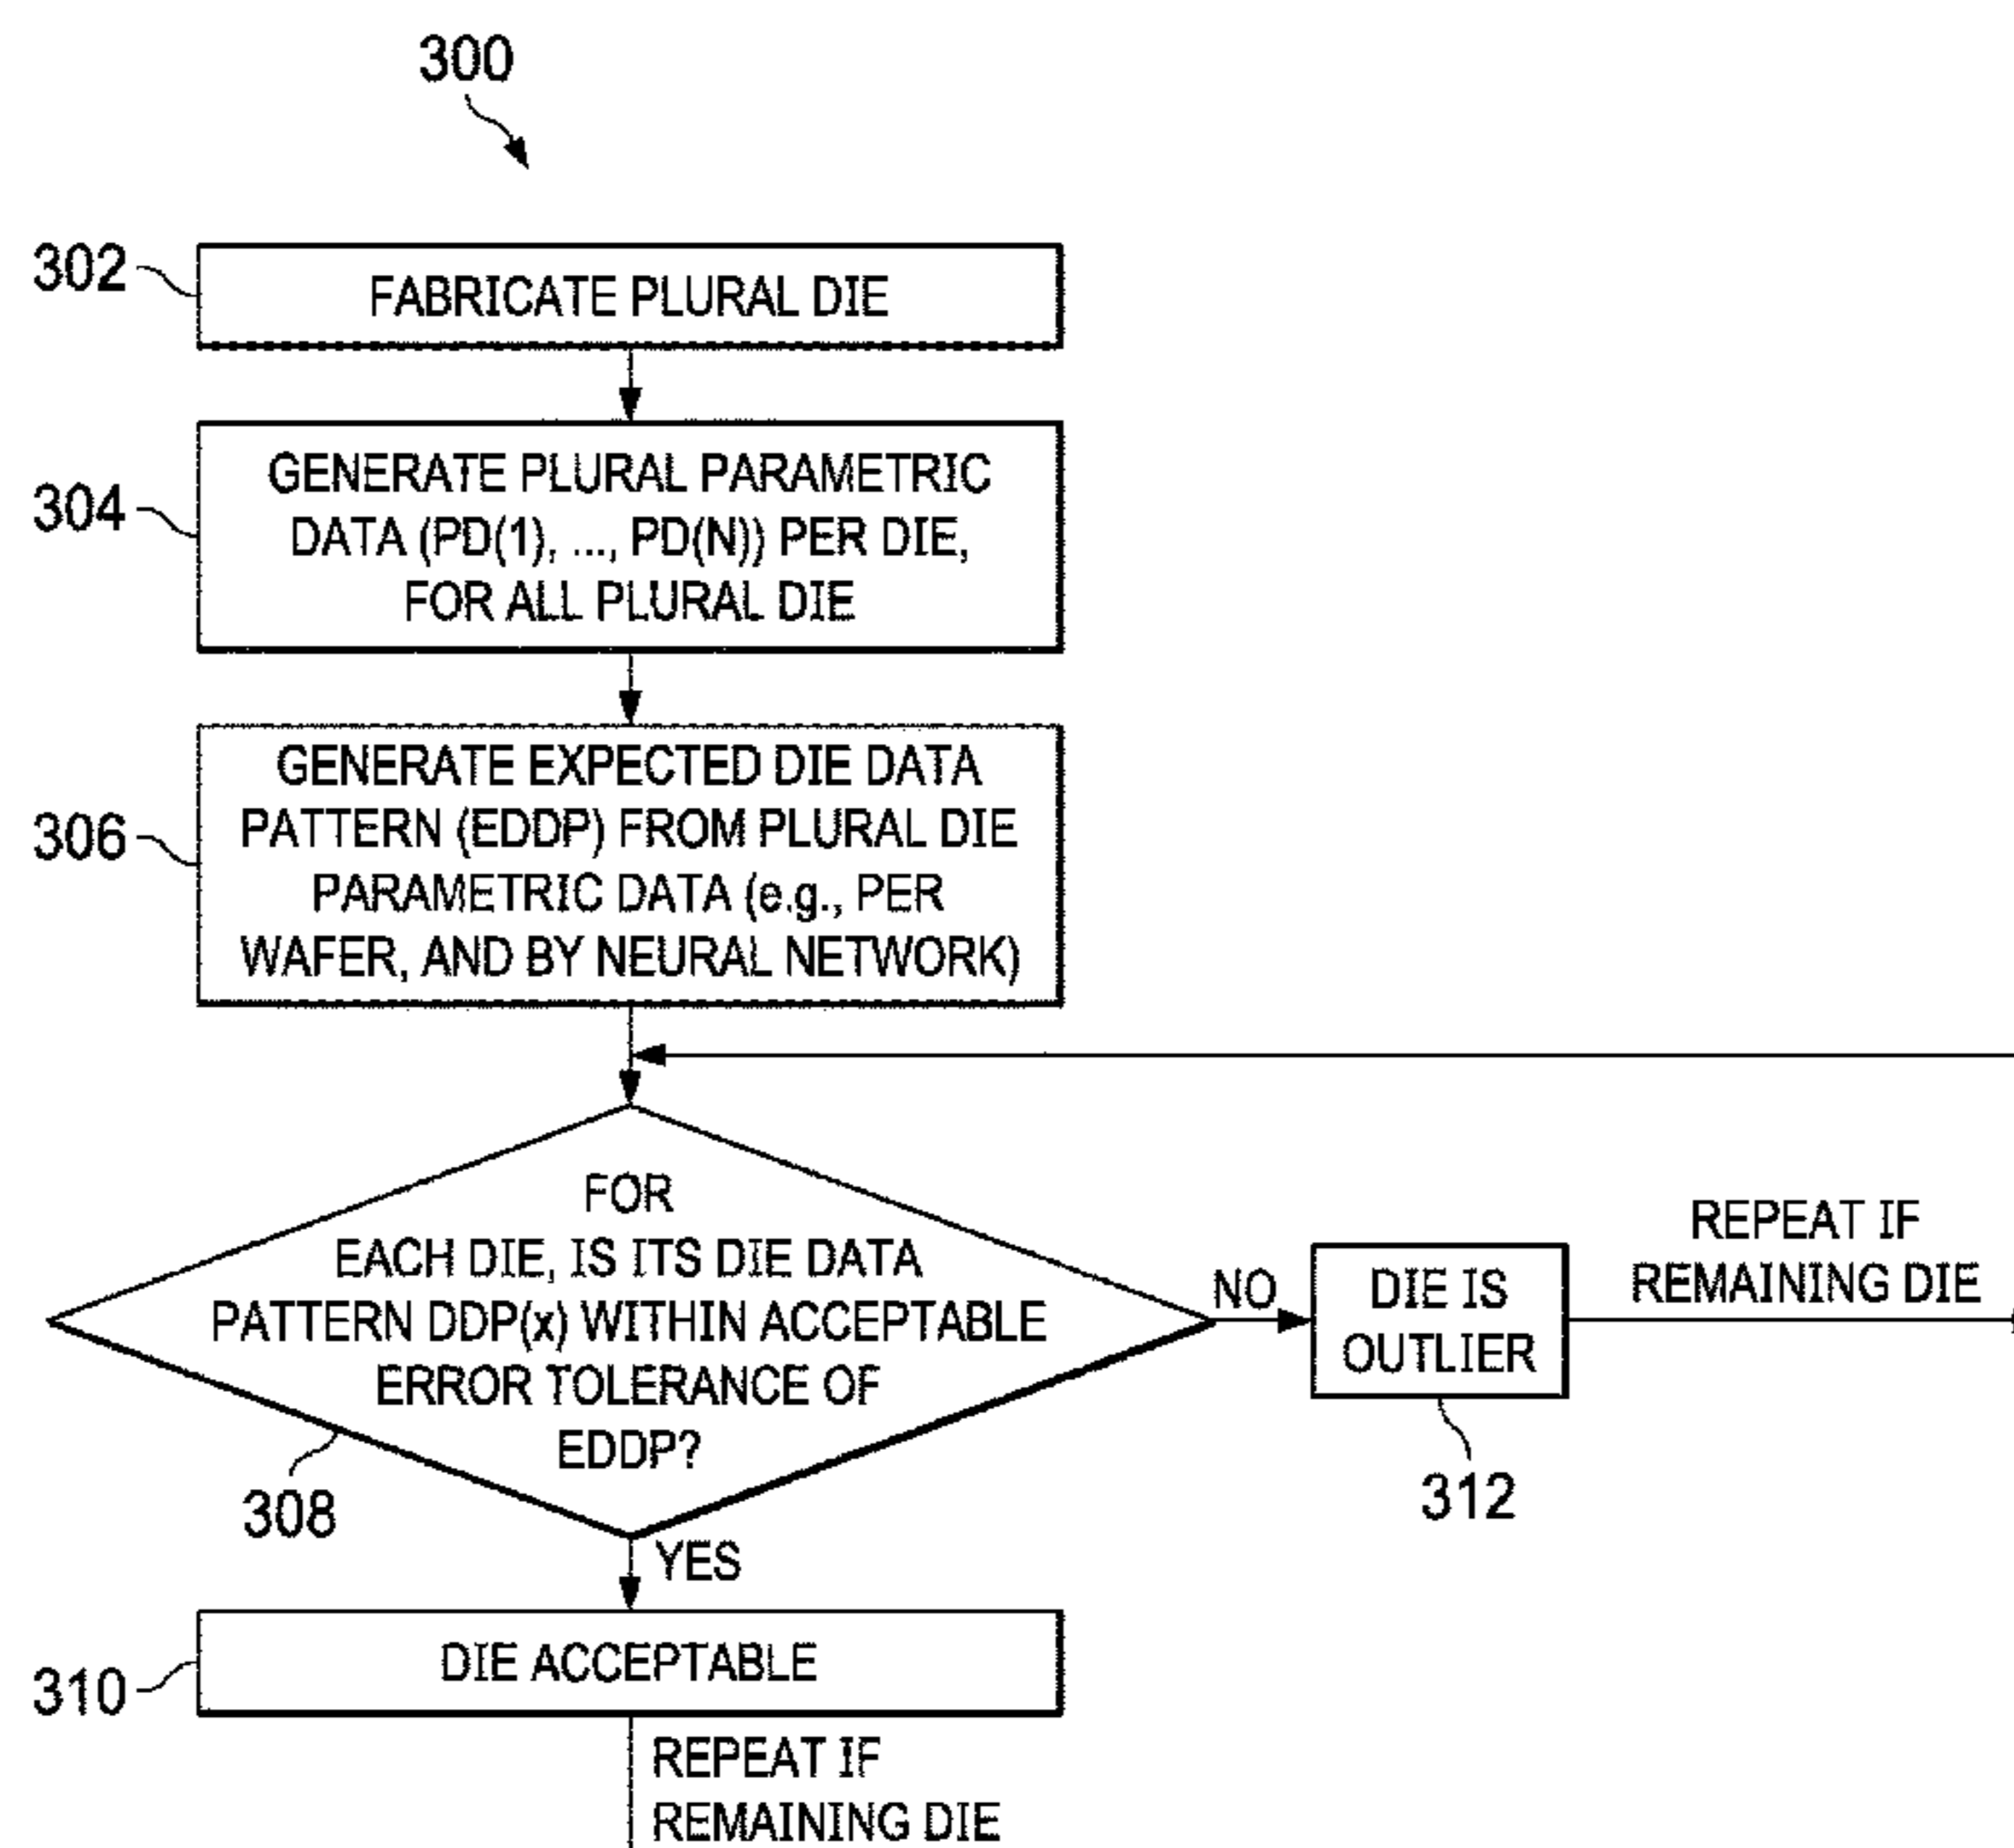 300
302
FABRICATE PLURAL DIE
304
GENERATE PLURAL PARAMETRIC
DATA (PD(1), ..., PD(N)) PER DIE,
FOR ALL PLURAL DIE
306
GENERATE EXPECTED DIE DATA
PATTERN (EDDP) FROM PLURAL DIE
PARAMETRIC DATA (e.g., PER
WAFER, AND BY NEURAL NETWORK)
FOR
EACH DIE, IS ITS DIE DATA
PATTERN DDP(x) WITHIN ACCEPTABLE
ERROR TOLERANCE OF
EDDP?
308
NO
DIE IS
OUTLIER
312
REPEAT IF
REMAINING DIE
YES
310
DIE ACCEPTABLE
REPEAT IF
REMAINING DIE